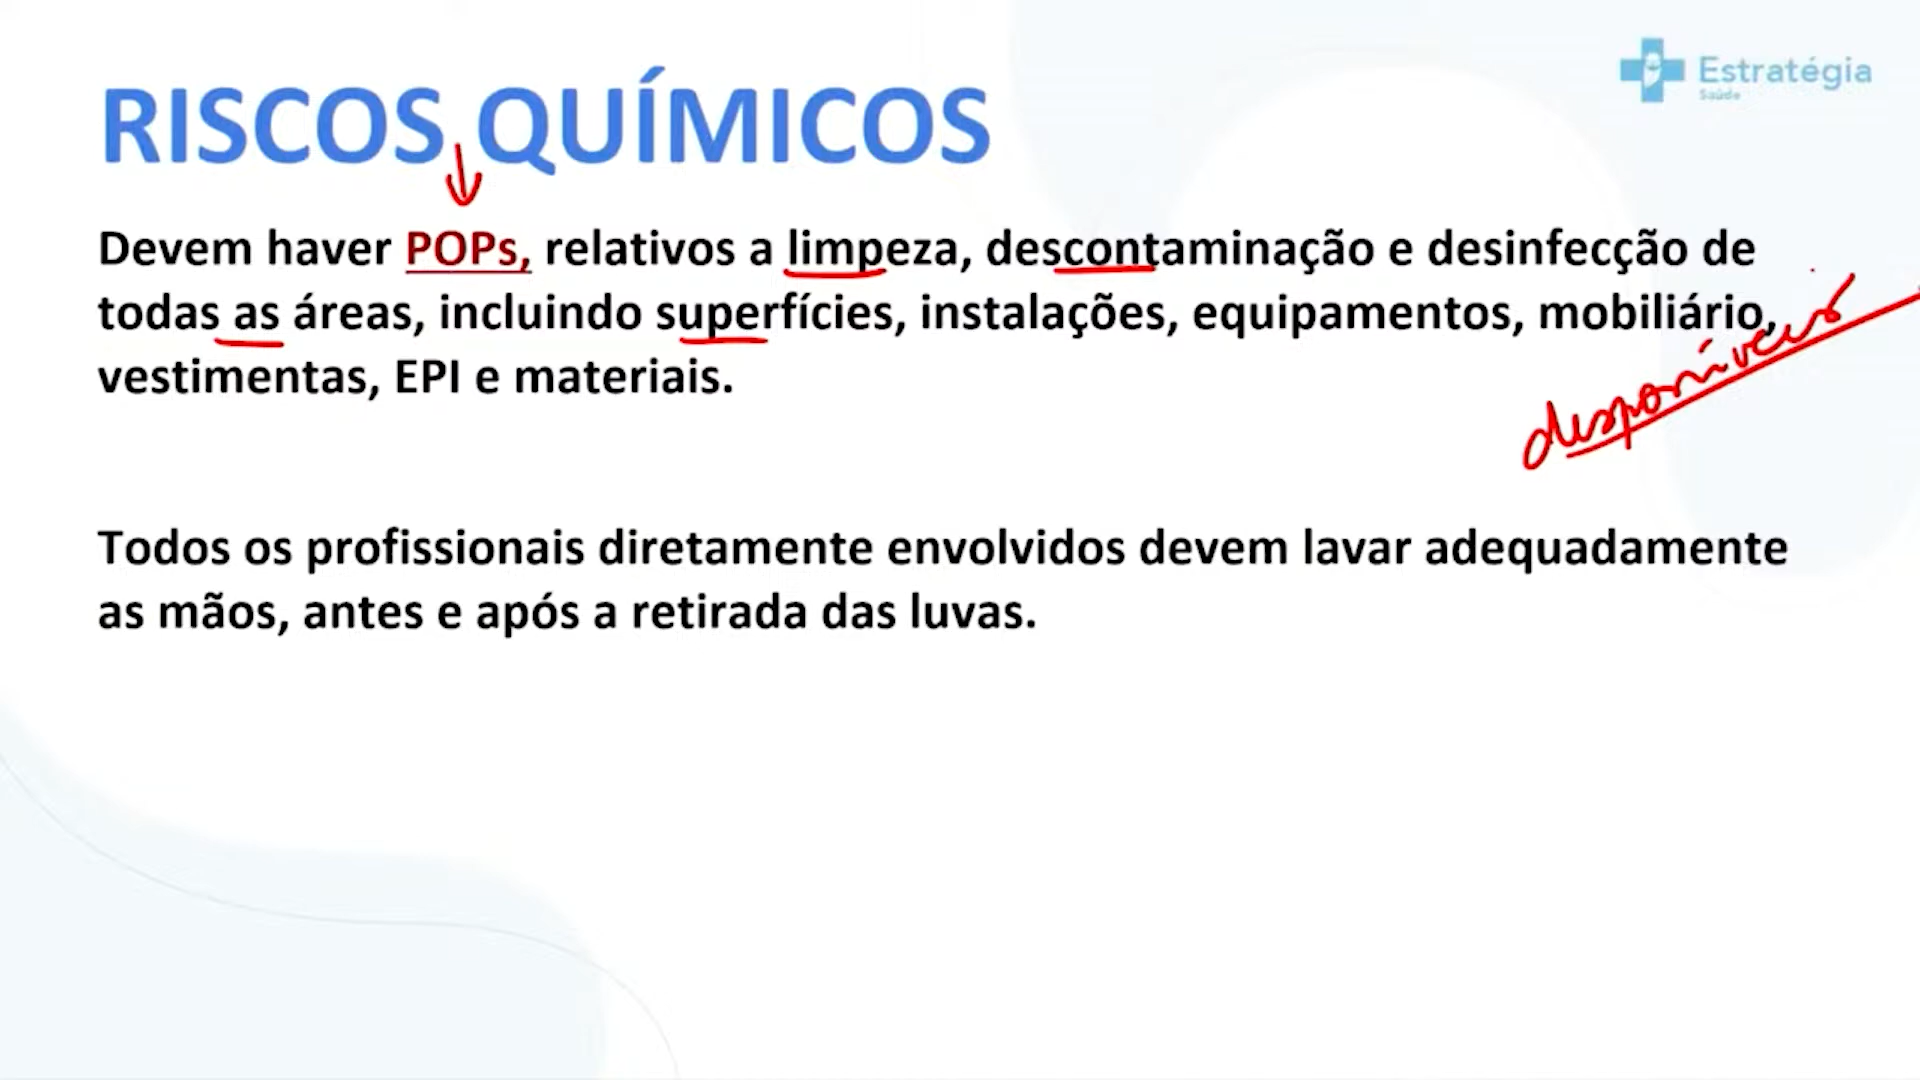 Estratégia
Saúde
RISCOS QUÍMICOS
Devem haver POPs, relativos a limpeza, descontaminação e desinfecção de
todas as áreas, incluindo superfícies, instalações, equipamentos, mobiliário,
vestimentas, EPI e materiais.
disponíveis
Todos os profissionais diretamente envolvidos devem lavar adequadamente
as mãos, antes e após a retirada das luvas.